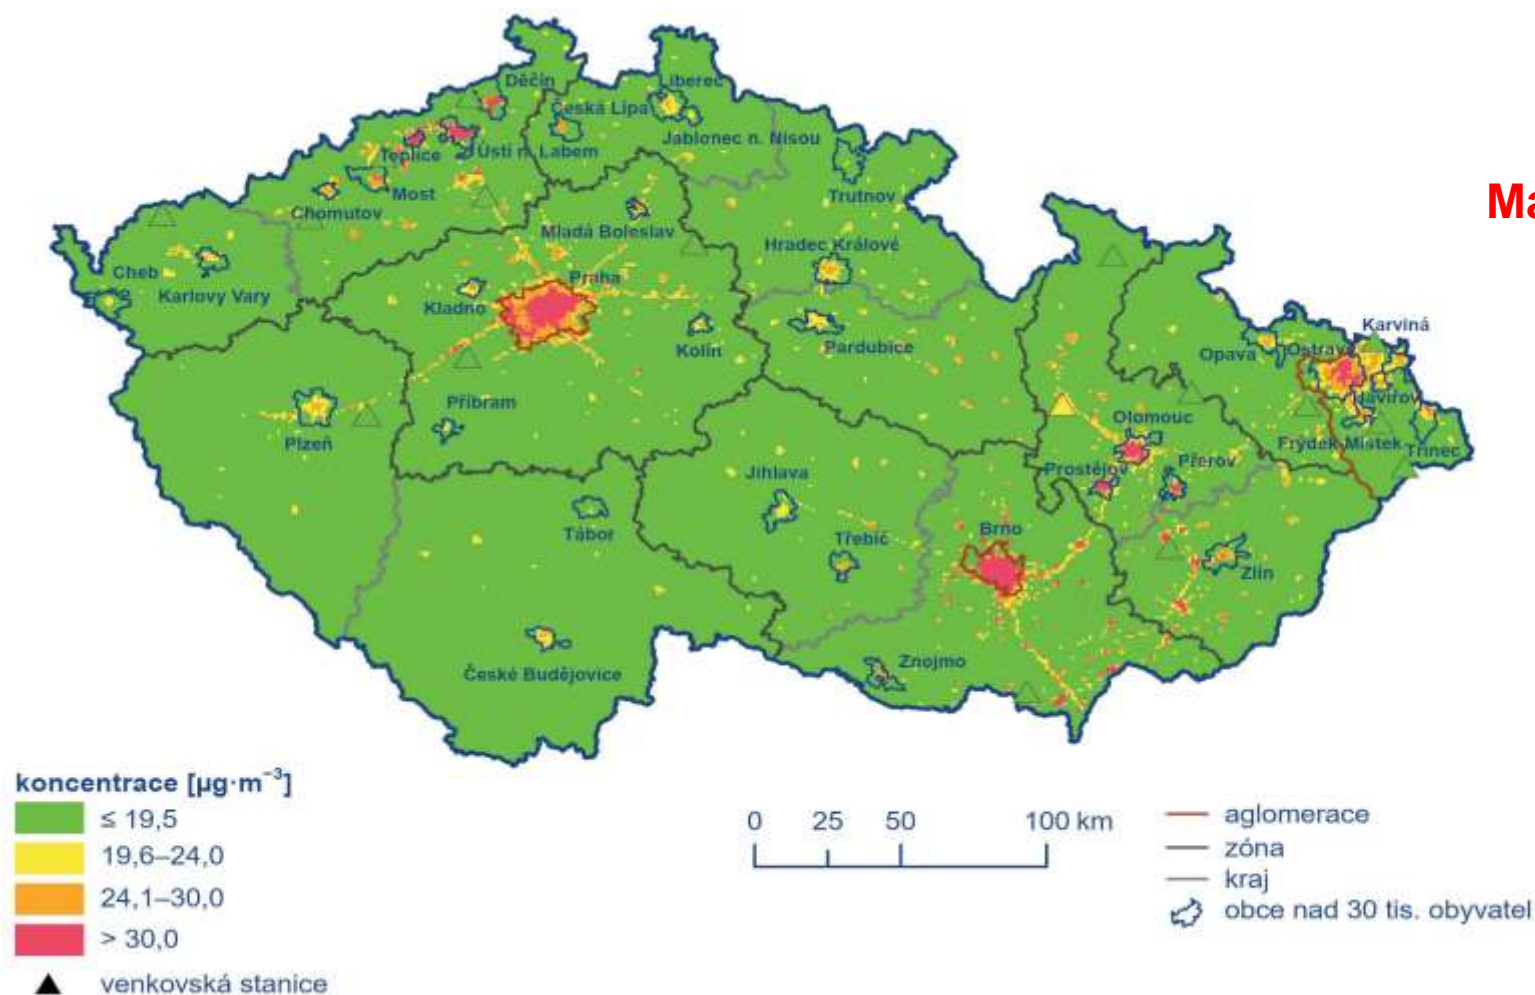 Děčín
Liberec
Česká Lípa
Jablonec n. Nisou
Teplice
Ústí n. Labem
Most
Chomutov
Trutnov
Mladá Boleslav
Hradec Králové
Cheb
Karlovy Vary
Praha
Kladno
Kolín
Pardubice
Karviná
Opava
Ostrava
Havířov
Příbram
Plzeň
Olomouc
Frýdek-Místek
Třinec
Jihlava
Prostějov
Přerov
Tábor
Třebíč
Brno
Zlín
České Budějovice
Znojmo
koncentrace [µg·m⁻³]
≤ 19,5
19,6–24,0
24,1–30,0
> 30,0
venkovská stanice
0 25 50 100 km
aglomerace
zóna
kraj
obce nad 30 tis. obyvatel